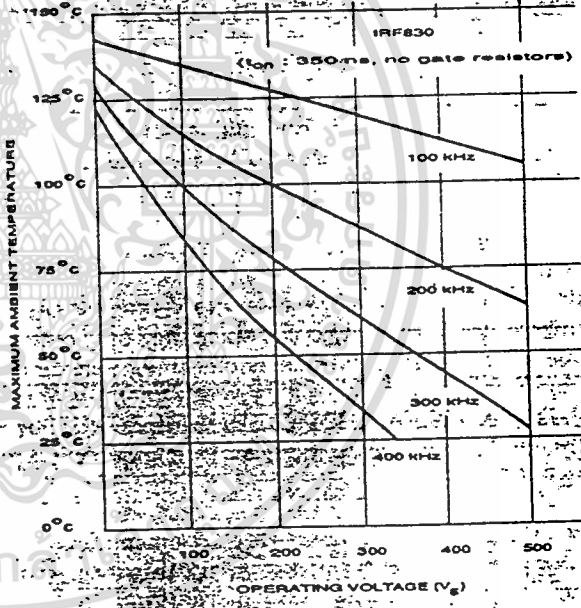 150°C
IRF830
(ton : 350 ns, no gate resistors)
125°C
100 kHz
100°C
MAXIMUM AMBIENT TEMPERATURE
75°C
200 kHz
50°C
300 kHz
25°C
400 kHz
0°C
100 200 300 400 500
OPERATING VOLTAGE (Vs)